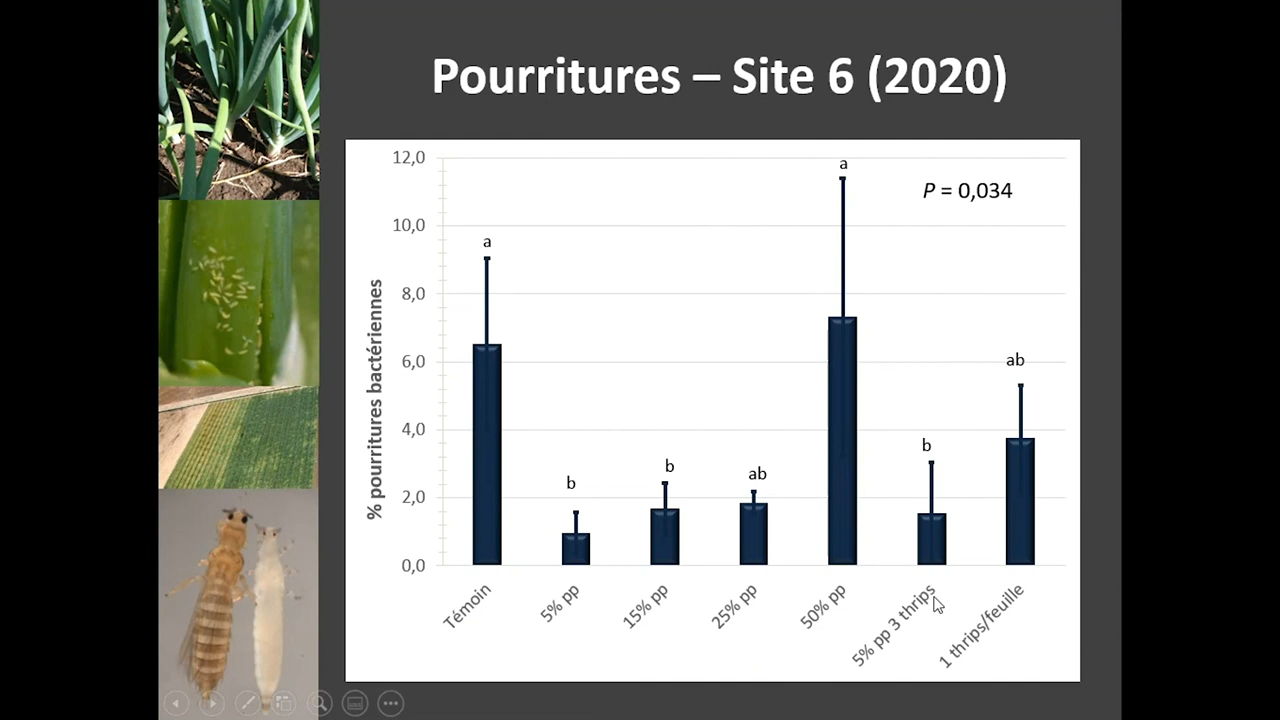 Pourritures – Site 6 (2020)
12,0
10,0
8,0
6,0
4,0
2,0
0,0
% pourritures bactériennes
P = 0,034
a
b
b
ab
a
b
ab
Témoin
5% pp
15% pp
25% pp
50% pp
5% pp 3 thrips
1 thrips/feuille